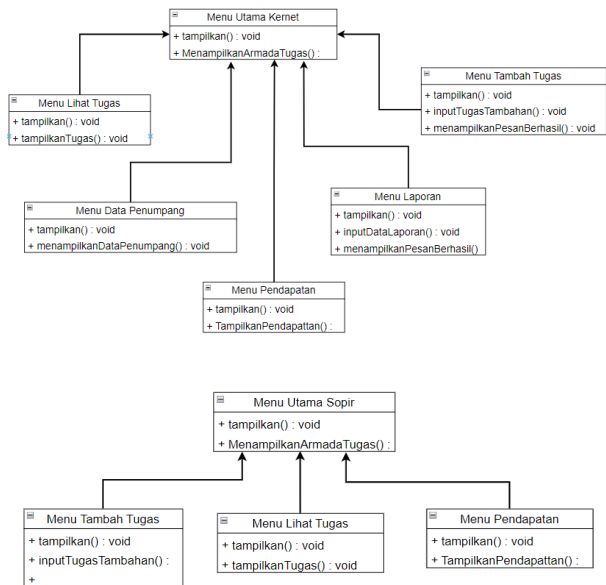 Menu Utama Kernet
+ tampilkan() : void
+ MenampilkanArmadaTugas() :
Menu Lihat Tugas
+ tampilkan() : void
+ tampilkanTugas() : void
Menu Tambah Tugas
+ tampilkan() : void
+ inputTugasTambahan() : void
+ menampilkanPesanBerhasil() : void
Menu Data Penumpang
+ tampilkan() : void
+ menampilkanDataPenumpang() : void
Menu Laporan
+ tampilkan() : void
+ inputDataLaporan() : void
+ menampilkanPesanBerhasil()
Menu Pendapatan
+ tampilkan() : void
+ TampilkanPendapattan() :
Menu Utama Sopir
+ tampilkan() : void
+ MenampilkanArmadaTugas() :
Menu Tambah Tugas
+ tampilkan() : void
+ inputTugasTambahan() :
+
Menu Lihat Tugas
+ tampilkan() : void
+ tampilkanTugas() : void
Menu Pendapatan
+ tampilkan() : void
+ TampilkanPendapattan() :